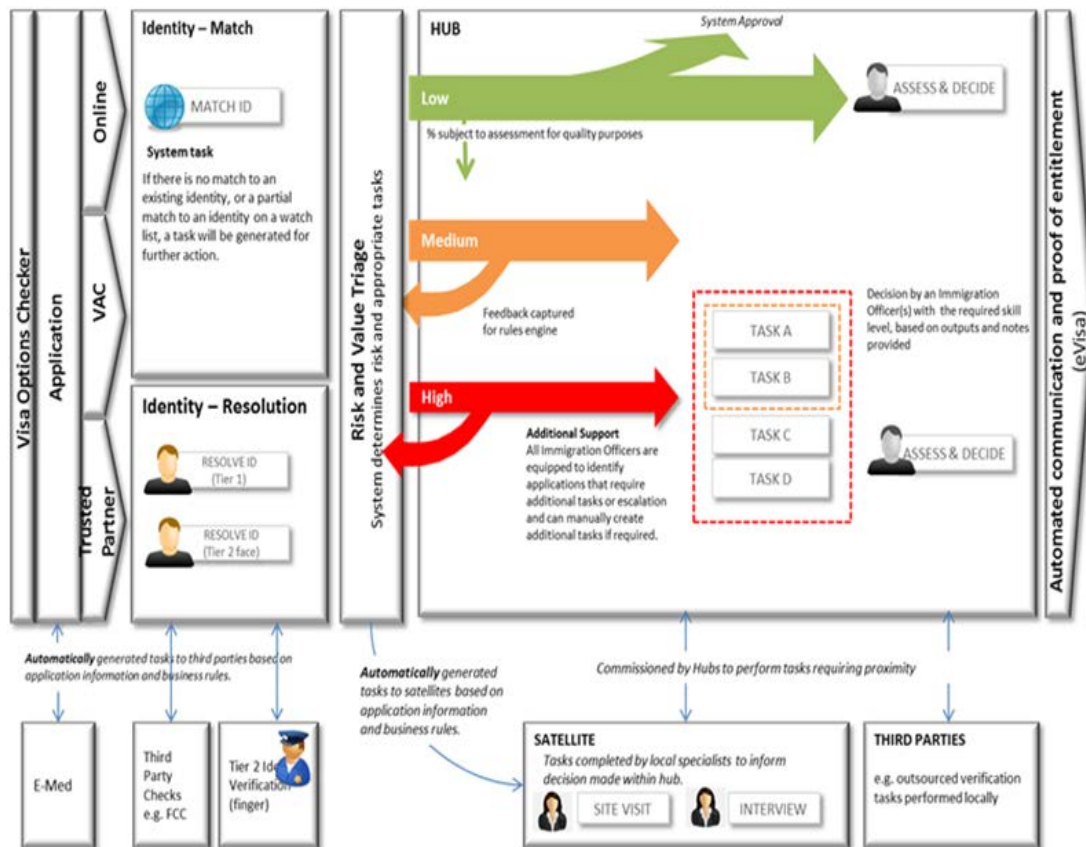 Visa Options Checker
Application
Online
VAC
Trusted
Partner
Identity – Match
MATCH ID
System task
If there is no match to an
existing identity, or a partial
match to an identity on a watch
list, a task will be generated for
further action.
Identity – Resolution
RESOLVE ID
(Tier 1)
RESOLVE ID
(Tier 2 face)
Risk and Value Triage
System determines risk and appropriate tasks
HUB
System Approval
Low
ASSESS & DECIDE
% subject to assessment for quality purposes
Medium
Feedback captured
for rules engine
High
Additional Support
All Immigration Officers are
equipped to identify
applications that require
additional tasks or escalation
and can manually create
additional tasks if required.
TASK A
TASK B
TASK C
TASK D
Decision by an Immigration
Officer(s) with the required skill
level, based on outputs and notes
provided
ASSESS & DECIDE
Automated communication and proof of entitlement
(eVisa)
Automatically generated tasks to third parties based on
application information and business rules.
Automatically generated
tasks to satellites based on
application information
and business rules.
Commissioned by Hubs to perform tasks requiring proximity
E-Med
Third
Party
Checks
e.g. FCC
Tier 2 Ide
Verification
(finger)
SATELLITE
Tasks completed by local specialists to inform
decision made within hub.
SITE VISIT
INTERVIEW
THIRD PARTIES
e.g. outsourced verification
tasks performed locally